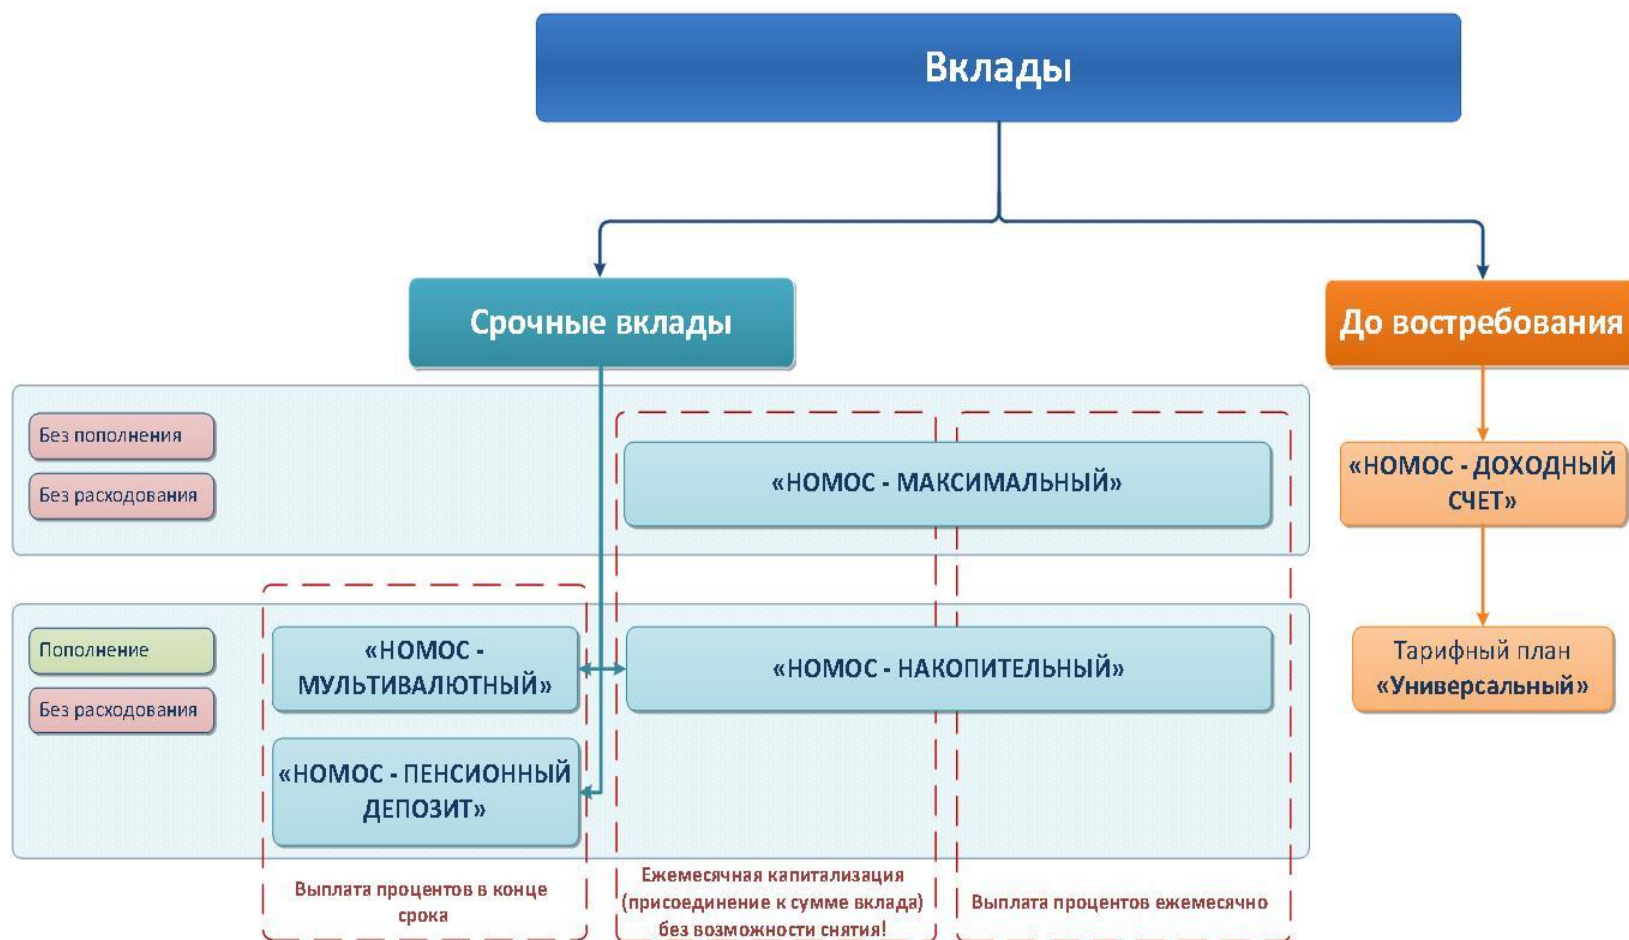 Вклады
Срочные вклады
До востребования
Без пополнения
Без расходования
«НОМОС - МАКСИМАЛЬНЫЙ»
«НОМОС - ДОХОДНЫЙ
СЧЕТ»
Пополнение
Без расходования
«НОМОС -
МУЛЬТИВАЛЮТНЫЙ»
«НОМОС - НАКОПИТЕЛЬНЫЙ»
Тарифный план
«Универсальный»
«НОМОС - ПЕНСИОННЫЙ
ДЕПОЗИТ»
Выплата процентов в конце
срока
Ежемесячная капитализация
(присоединение к сумме вклада)
без возможности снятия!
Выплата процентов ежемесячно